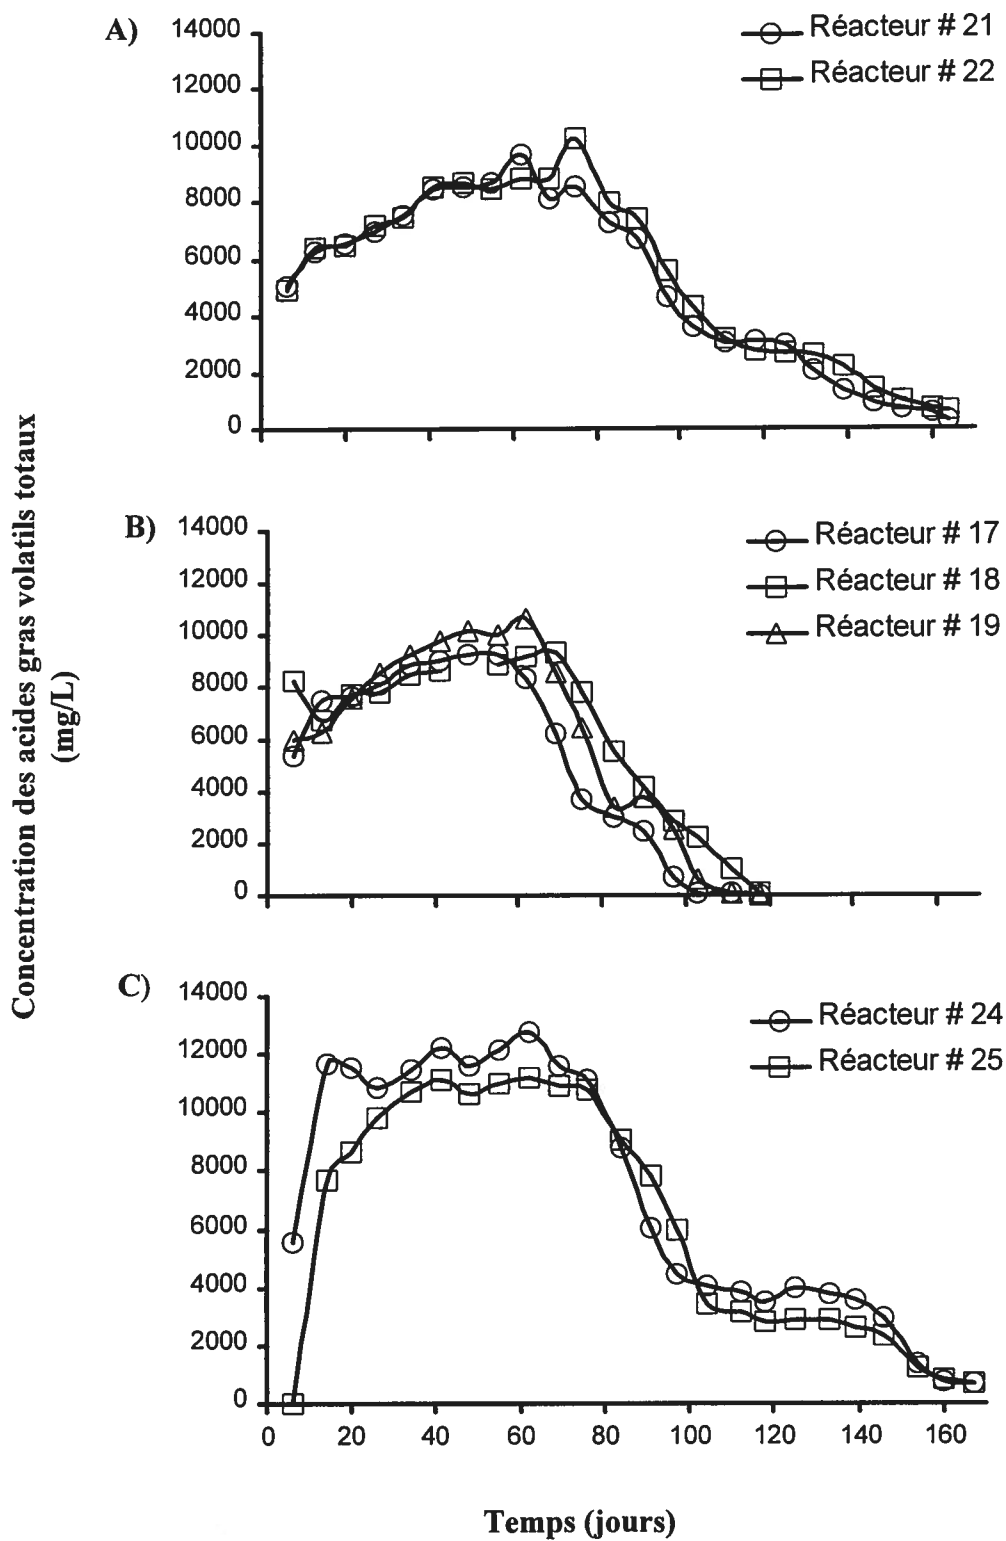 A)
14000
12000
10000
8000
6000
4000
2000
0
Réacteur # 21
Réacteur # 22
Concentration des acides gras volatils totaux
(mg/L)
B)
14000
12000
10000
8000
6000
4000
2000
0
Réacteur # 17
Réacteur # 18
Réacteur # 19
C)
14000
12000
10000
8000
6000
4000
2000
0
Réacteur # 24
Réacteur # 25
0 20 40 60 80 100 120 140 160
Temps (jours)